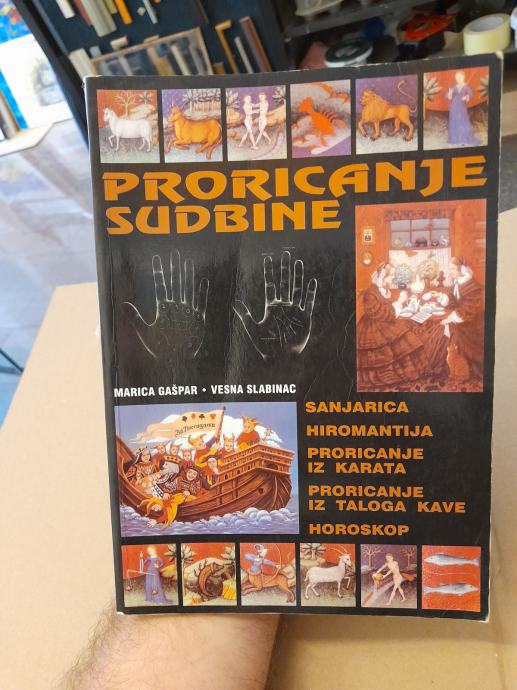 PRORICANJE
SUDBINE
MARICA GAŠPAR • VESNA SLABINAC
SANJARICA
HIROMANTIJA
PRORICANJE
IZ KARATA
PRORICANJE
IZ TALOGA KAVE
HOROSKOP